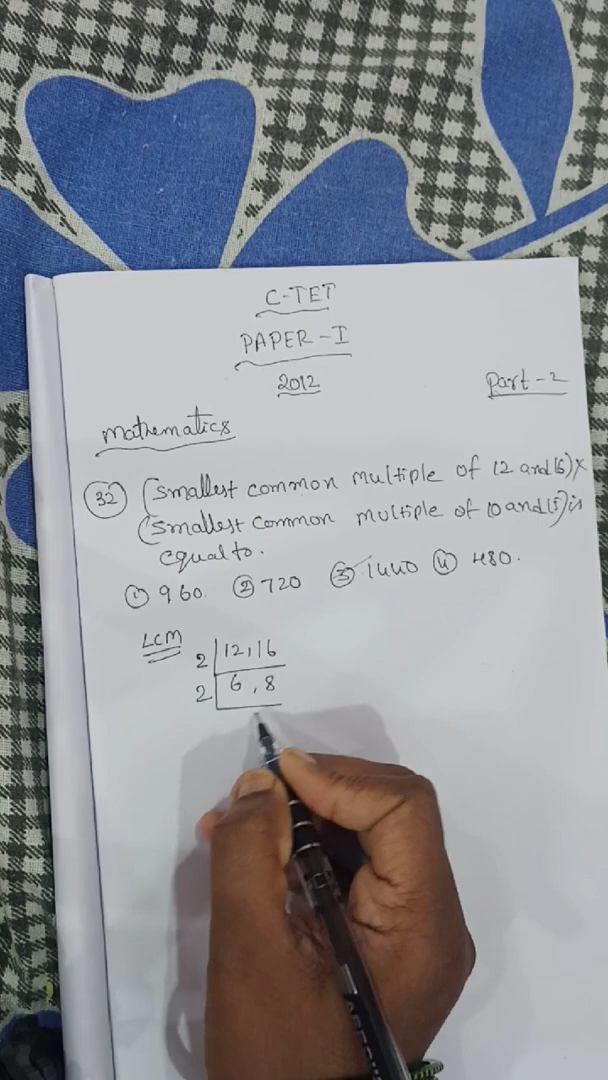 C-TET
PAPER-I
2012
Part-2
Mathematics
32 (smallest common multiple of 12 and 16) x
(smallest common multiple of 10 and 15) is
equal to.
1 960. 2 720 3 1440 4 480.
LCM
2 | 12, 16
2 | 6, 8